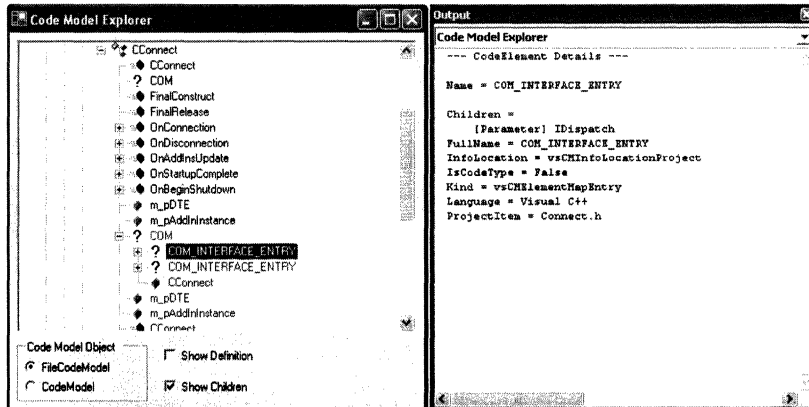 Code Model Explorer
CConnect
CConnect
? COM
FinalConstruct
FinalRelease
OnConnection
OnDisconnection
OnAddInsUpdate
OnStartupComplete
OnBeginShutdown
m_pDTE
m_pAddInInstance
? COM
? COM_INTERFACE_ENTRY
? COM_INTERFACE_ENTRY
CConnect
m_pDTE
m_pAddInInstance
CConnect
Code Model Object
FileCodeModel
CodeModel
Show Definition
Show Children
Output
Code Model Explorer
--- CodeElement Details ---
Name = COM_INTERFACE_ENTRY
Children =
[Parameter] IDispatch
FullName = COM_INTERFACE_ENTRY
InfoLocation = vsCMInfoLocationProject
IsCodeType = False
Kind = vsCMElementMapEntry
Language = Visual C++
ProjectItem = Connect.h